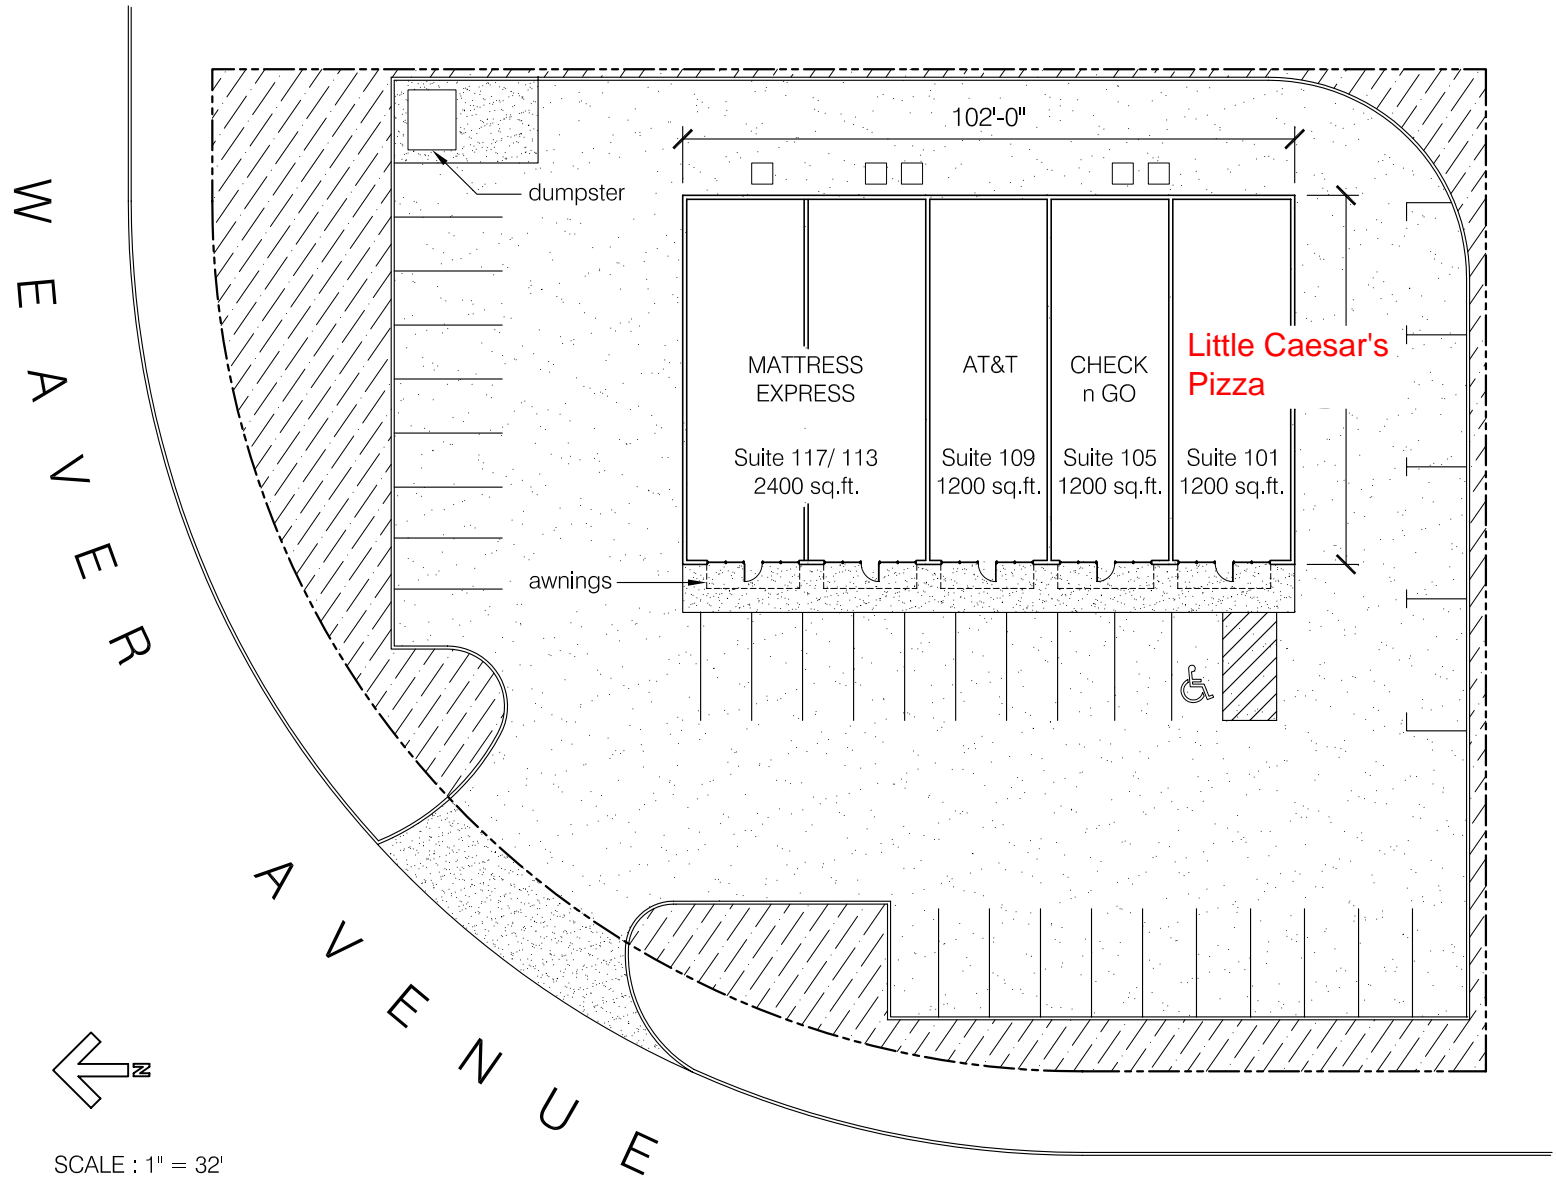 102'-0"
dumpster
WEAVER AVENUE
MATTRESS
EXPRESS
AT&T
CHECK
n GO
Little Caesar's
Pizza
Suite 117/ 113
2400 sq.ft.
Suite 109
1200 sq.ft.
Suite 105
1200 sq.ft.
Suite 101
1200 sq.ft.
awnings
N
SCALE : 1" = 32'